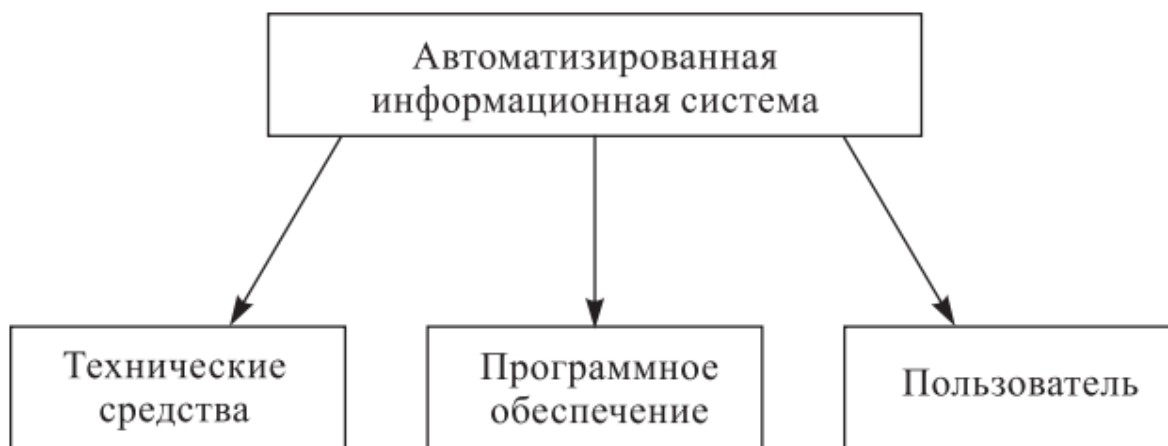 Автоматизированная
информационная система
Технические
средства
Программное
обеспечение
Пользователь